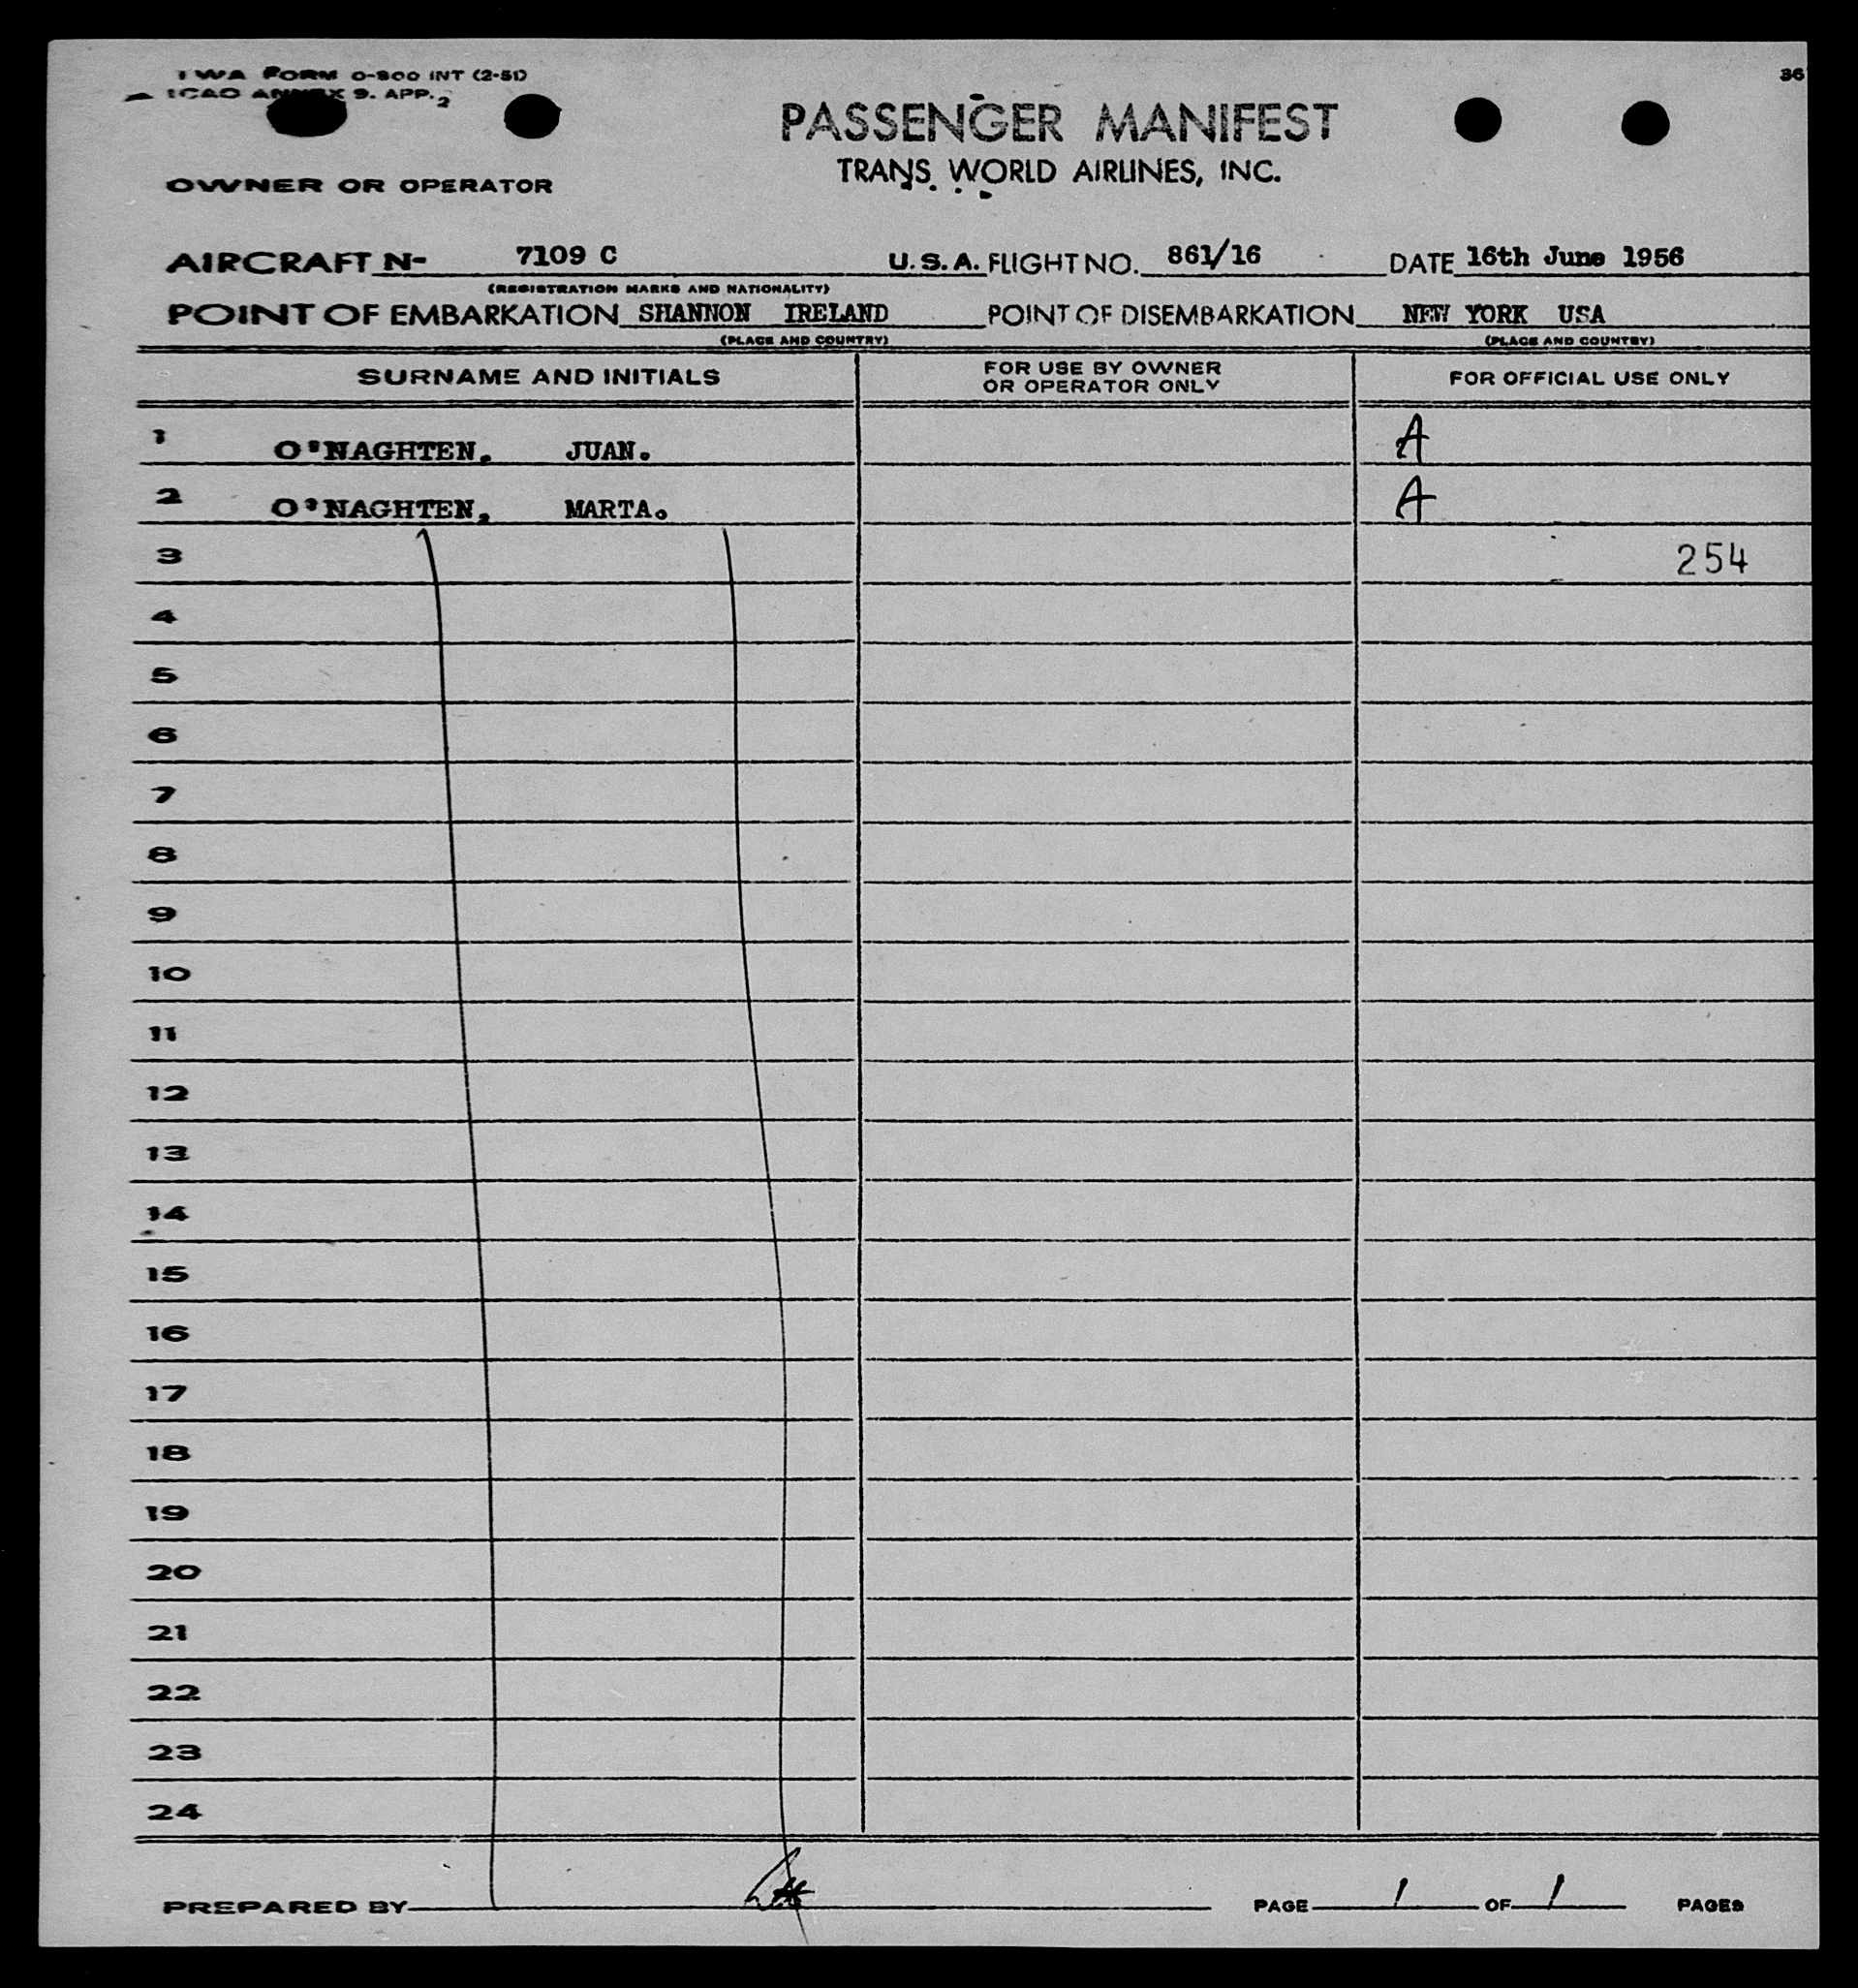 TWA FORM O-800 INT (2-51)
36
ICAO ANNEX 9. APP. 2
PASSENGER MANIFEST
TRANS WORLD AIRLINES, INC.
OWNER OR OPERATOR
AIRCRAFT N- 7109 C U.S.A. FLIGHT NO. 861/16 DATE 16th June 1956
(REGISTRATION MARKS AND NATIONALITY)
POINT OF EMBARKATION SHANNON IRELAND POINT OF DISEMBARKATION NEW YORK USA
(PLACE AND COUNTRY) (PLACE AND COUNTRY)
SURNAME AND INITIALS
FOR USE BY OWNER
OR OPERATOR ONLY
FOR OFFICIAL USE ONLY
1 O'NAGHTEN, JUAN. A
2 O'NAGHTEN, MARTA. A
3 254
4
5
6
7
8
9
10
11
12
13
14
15
16
17
18
19
20
21
22
23
24
PREPARED BY PAGE 1 OF 1 PAGES